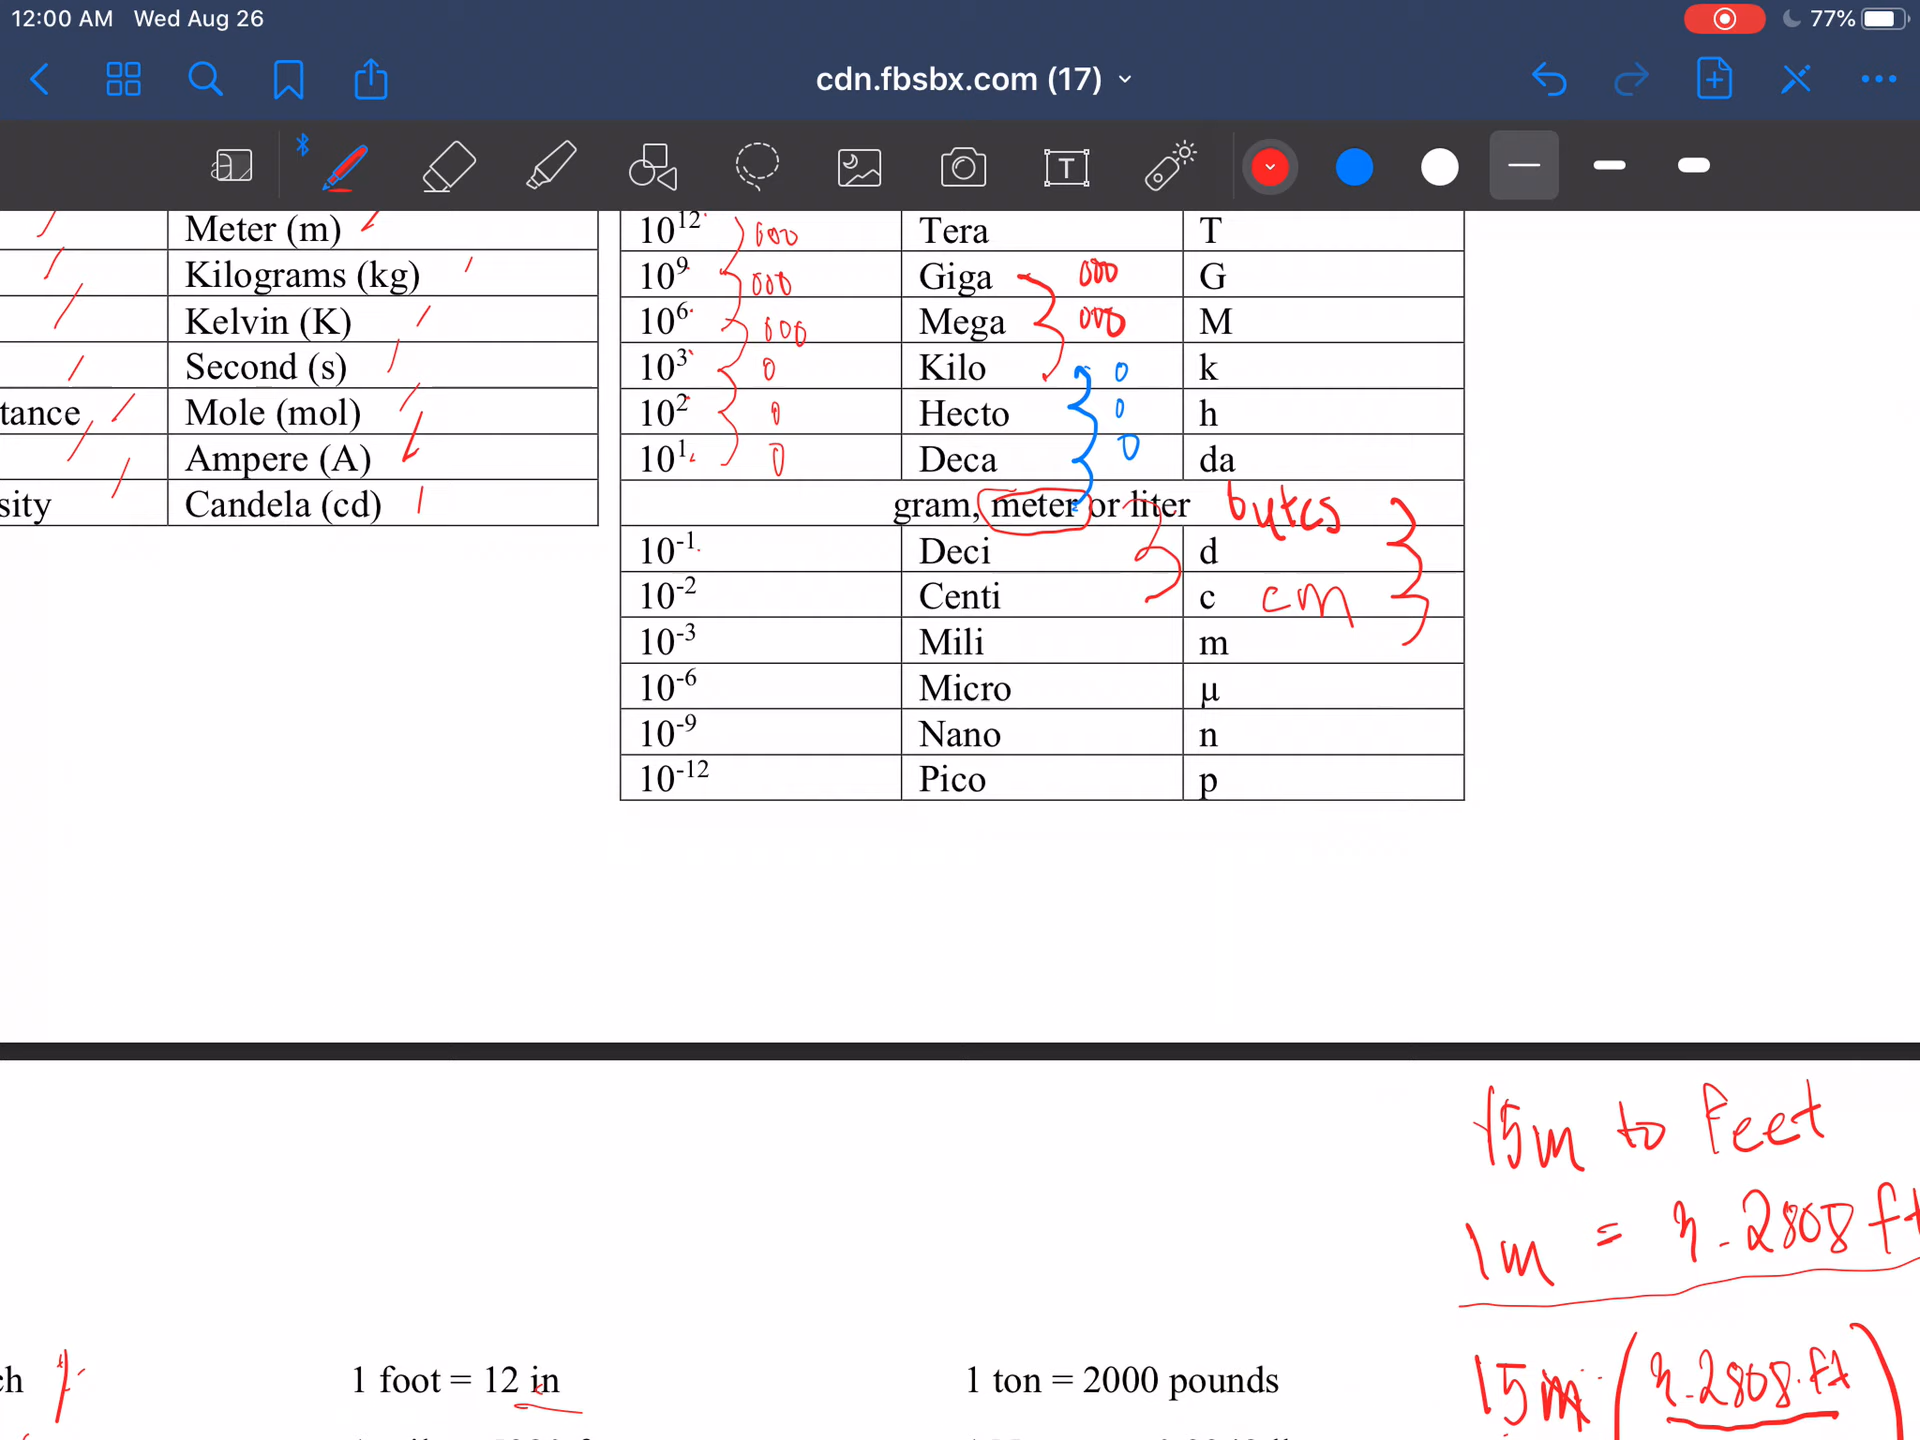 12:00 AM Wed Aug 26
77%
cdn.fbsbx.com (17)
T
Meter (m)
Kilograms (kg)
Kelvin (K)
Second (s)
tance Mole (mol)
Ampere (A)
sity Candela (cd)
10^12 000 Tera T
10^9 000 Giga 000 G
10^6 000 Mega 000 M
10^3 0 Kilo 0 k
10^2 0 Hecto 0 h
10^1 0 Deca 0 da
gram, meter or liter bytes
10^-1 Deci d
10^-2 Centi c cm
10^-3 Mili m
10^-6 Micro μ
10^-9 Nano n
10^-12 Pico p
15m to Feet
1m = 3.2808 ft
ch 1 foot = 12 in 1 ton = 2000 pounds
15m (3.2808 ft)